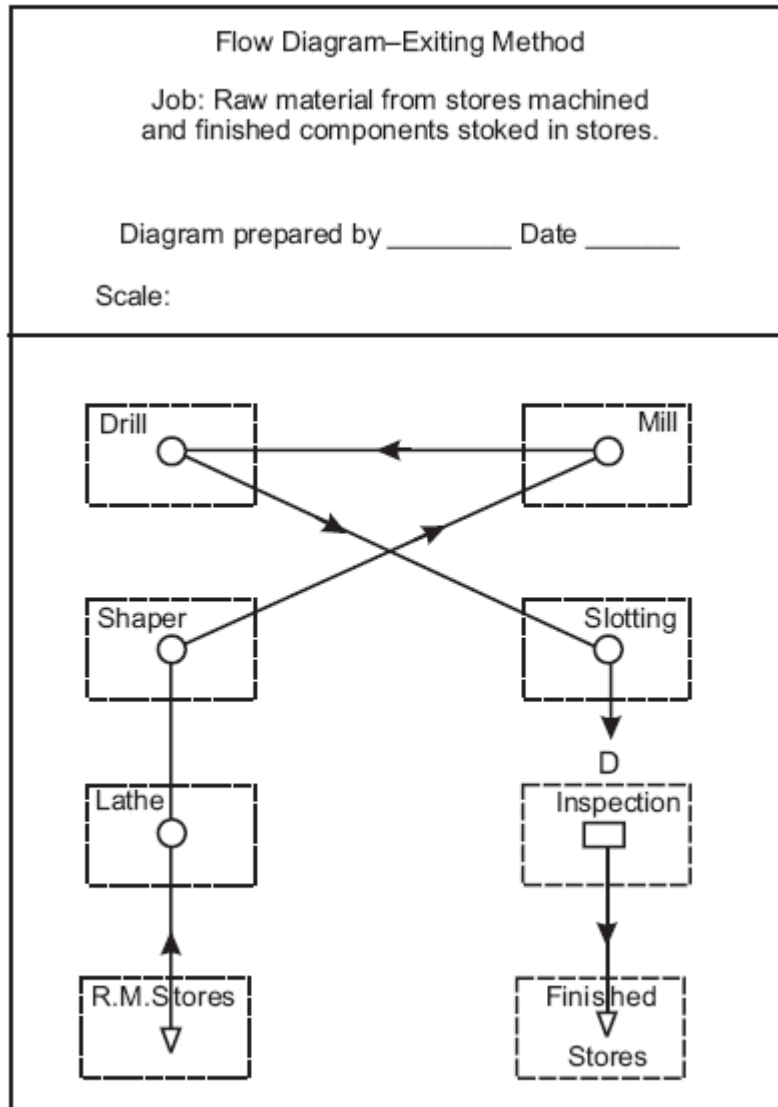 Flow Diagram–Exiting Method
Job: Raw material from stores machined
and finished components stoked in stores.
Diagram prepared by ________ Date ______
Scale:
Drill
Mill
Shaper
Slotting
D
Lathe
Inspection
R.M.Stores
Finished
Stores